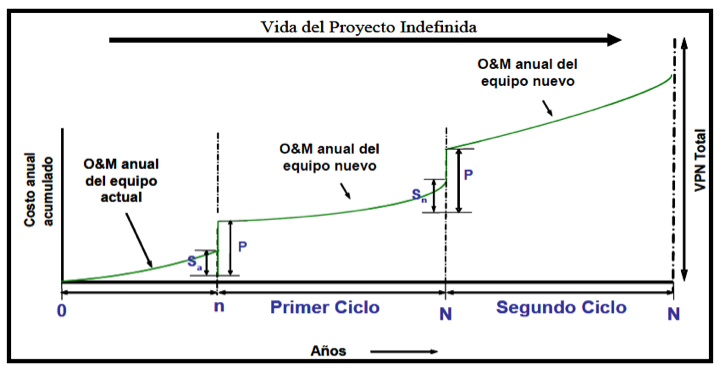 Vida del Proyecto Indefinida
O&M anual del
equipo nuevo
O&M anual del
equipo nuevo
O&M anual
del equipo
actual
Costo anual
acumulado
VPN Total
P
Sn
P
Sa
0
n
Primer Ciclo
N
Segundo Ciclo
N
Años